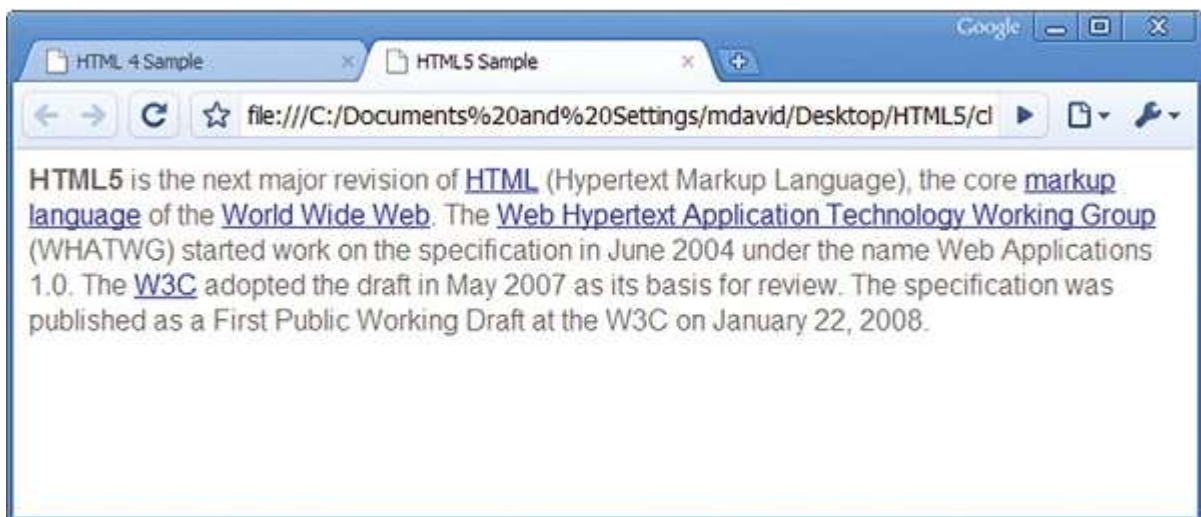 Google
HTML 4 Sample
HTML5 Sample
file:///C:/Documents%20and%20Settings/mdavid/Desktop/HTML5/cl
HTML5 is the next major revision of HTML (Hypertext Markup Language), the core markup
language of the World Wide Web. The Web Hypertext Application Technology Working Group
(WHATWG) started work on the specification in June 2004 under the name Web Applications
1.0. The W3C adopted the draft in May 2007 as its basis for review. The specification was
published as a First Public Working Draft at the W3C on January 22, 2008.